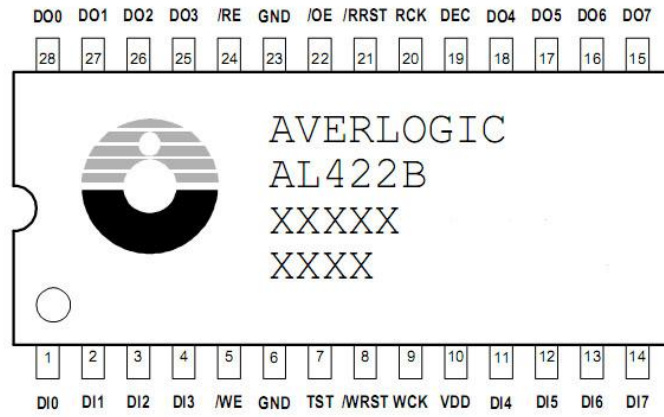 DO0 DO1 DO2 DO3 /RE GND /OE /RRST RCK DEC DO4 DO5 DO6 DO7
28 27 26 25 24 23 22 21 20 19 18 17 16 15
AVERLOGIC
AL422B
XXXXX
XXXX
1 2 3 4 5 6 7 8 9 10 11 12 13 14
DI0 DI1 DI2 DI3 /WE GND TST /WRST WCK VDD DI4 DI5 DI6 DI7